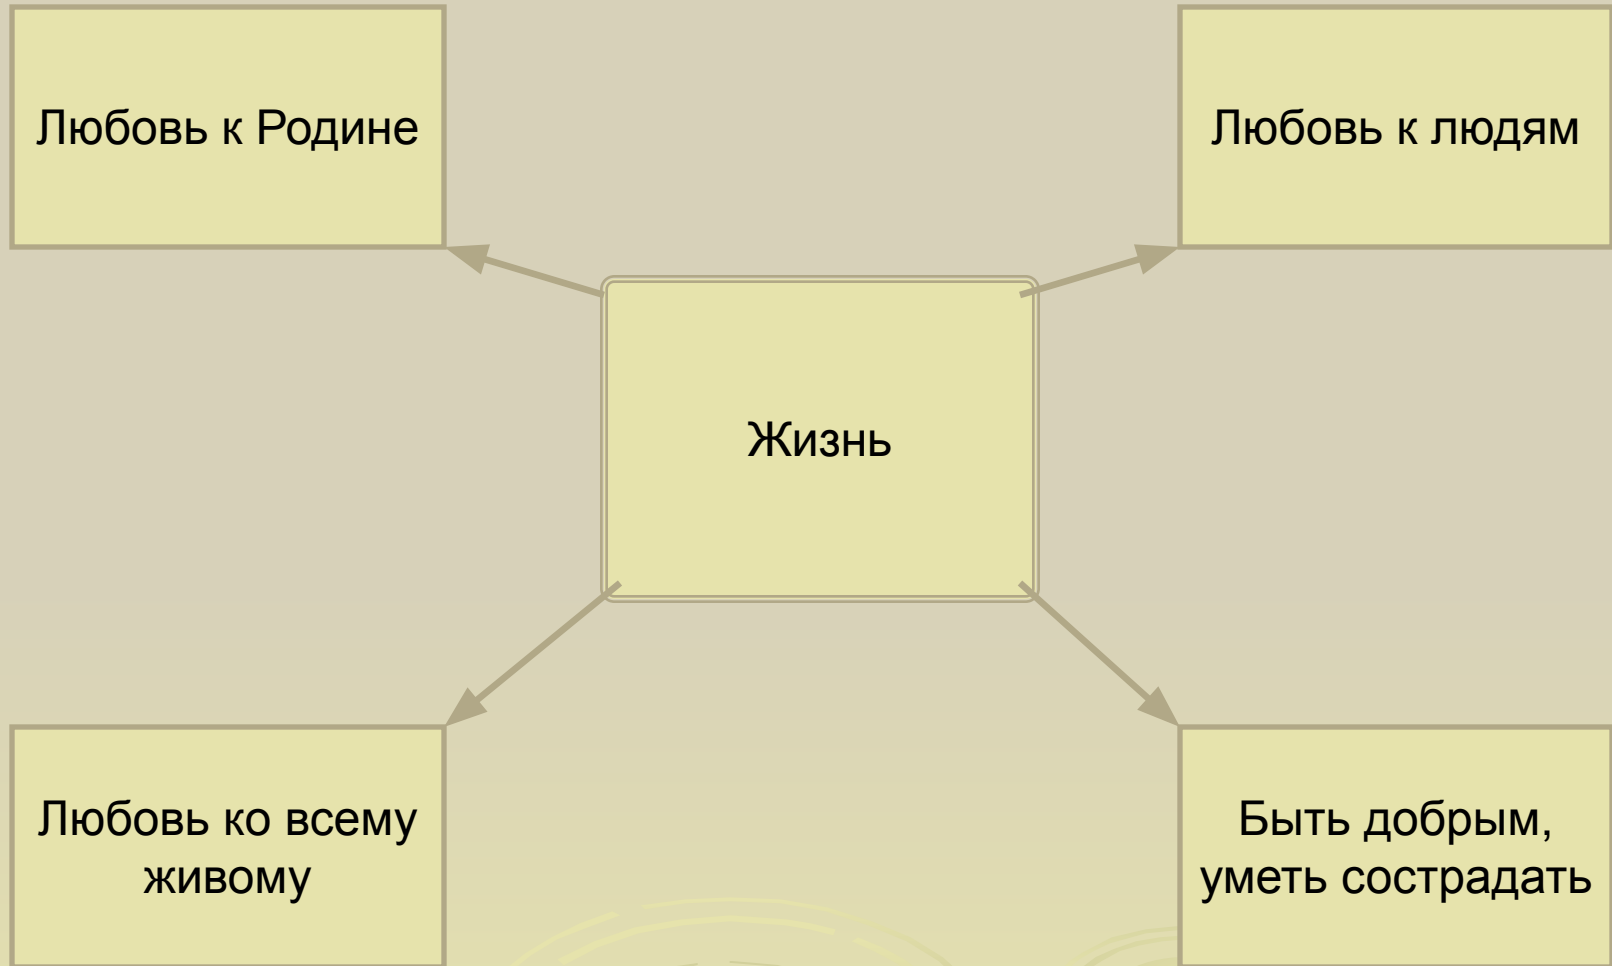 Любовь к Родине
Любовь к людям
Жизнь
Любовь ко всему
живому
Быть добрым,
уметь сострадать